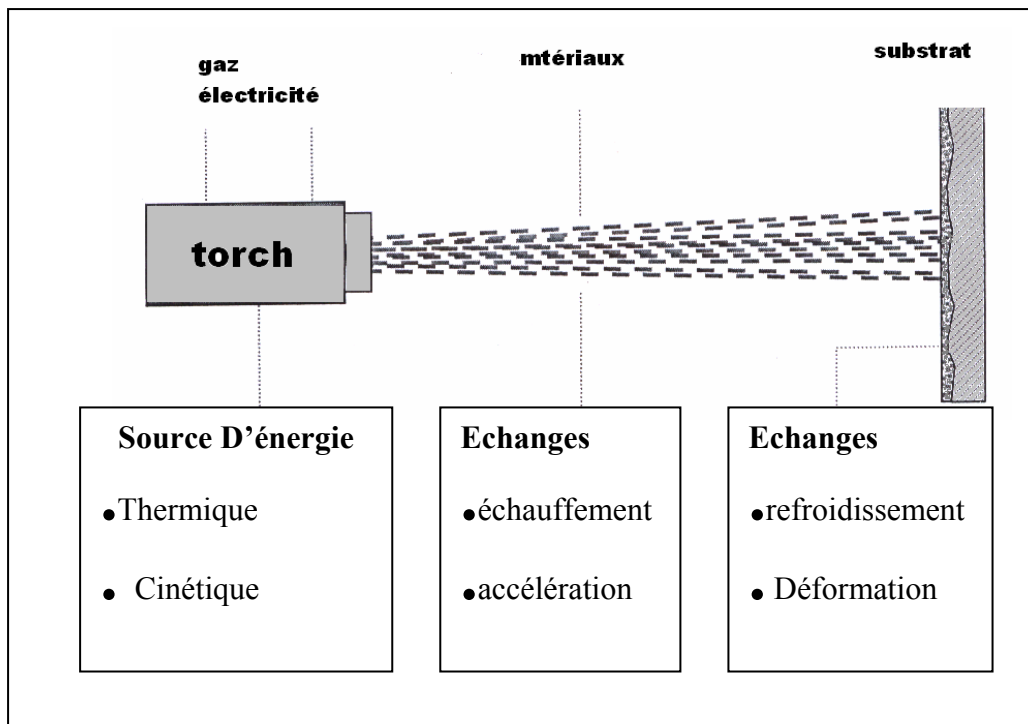 gaz
électricité
mtériaux
substrat
torch
Source D’énergie
•Thermique
• Cinétique
Echanges
•échauffement
•accélération
Echanges
•refroidissement
• Déformation